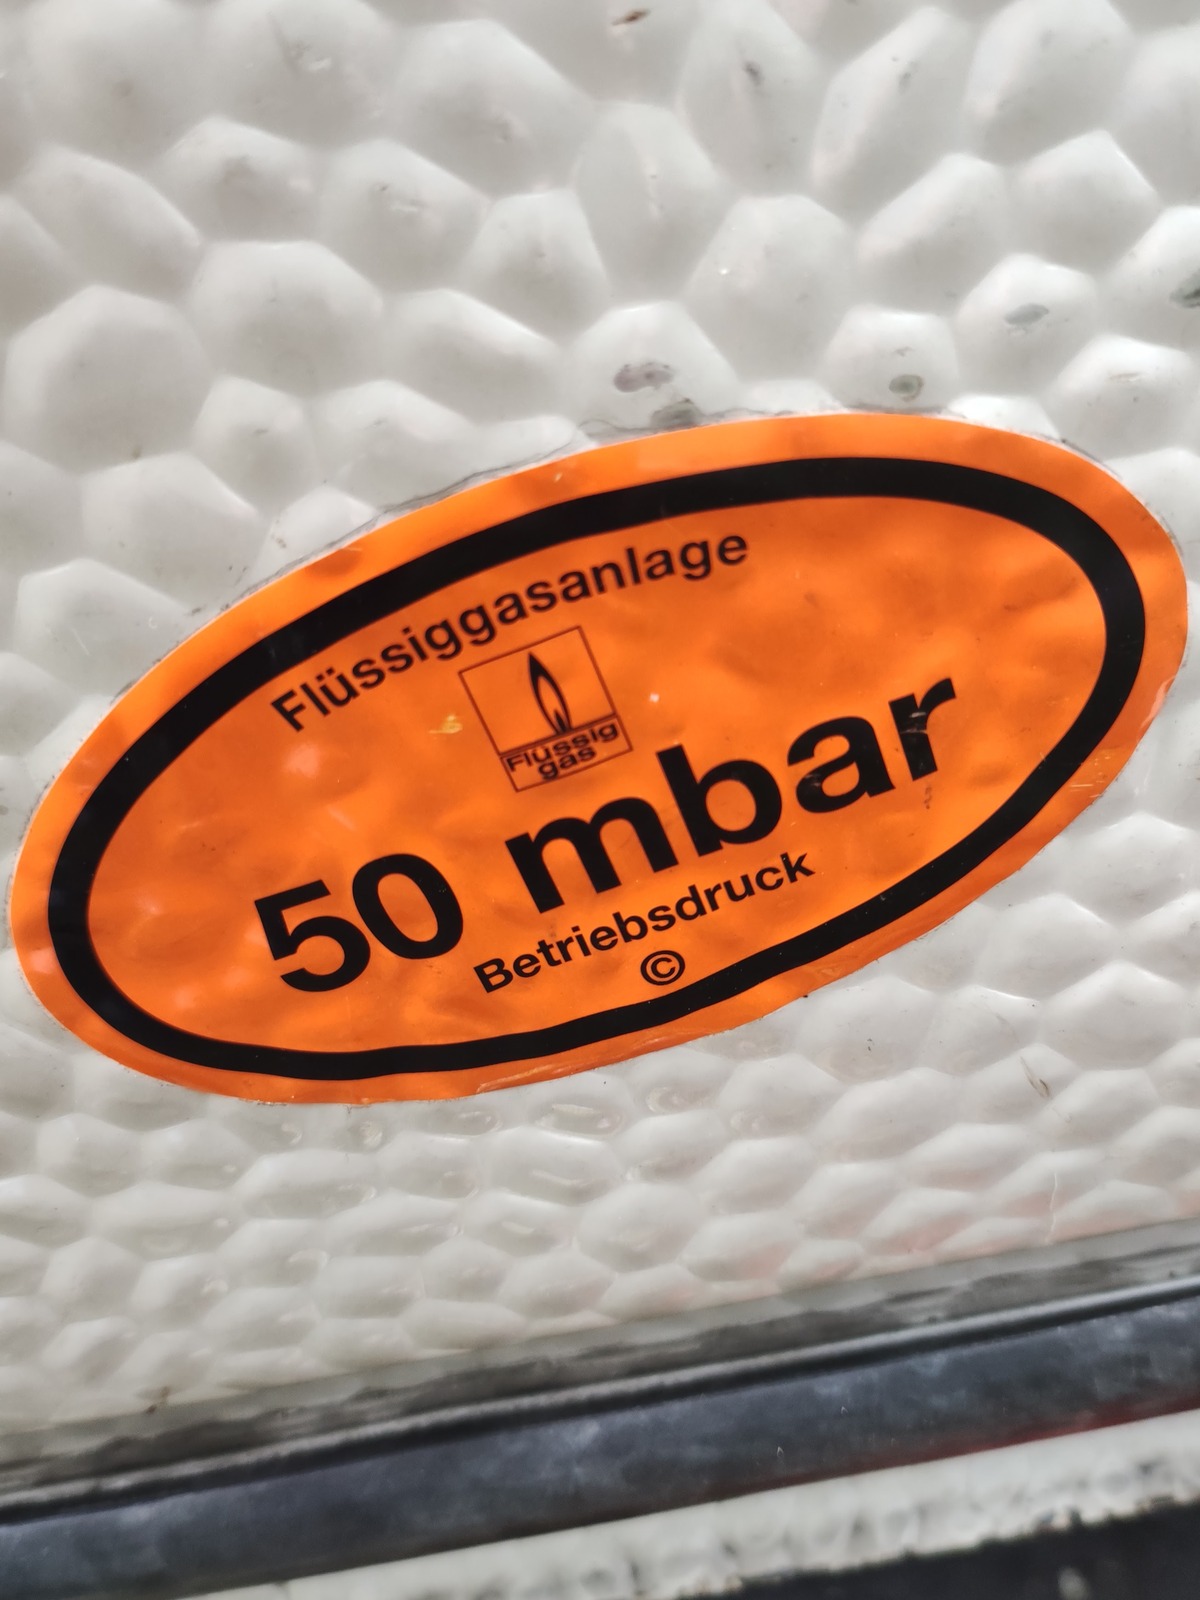 Flüssiggasanlage
Flüssig
gas
50 mbar
Betriebsdruck
©